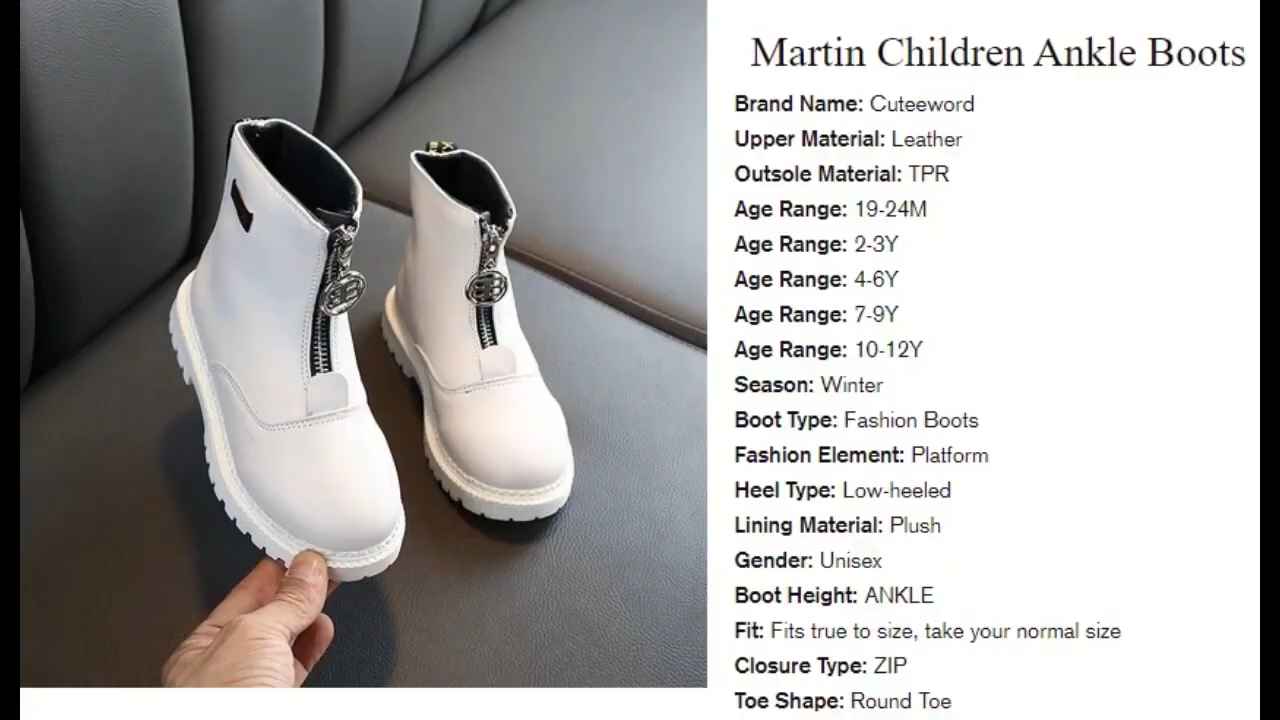 Martin Children Ankle Boots
Brand Name: Cuteeword
Upper Material: Leather
Outsole Material: TPR
Age Range: 19-24M
Age Range: 2-3Y
Age Range: 4-6Y
Age Range: 7-9Y
Age Range: 10-12Y
Season: Winter
Boot Type: Fashion Boots
Fashion Element: Platform
Heel Type: Low-heeled
Lining Material: Plush
Gender: Unisex
Boot Height: ANKLE
Fit: Fits true to size, take your normal size
Closure Type: ZIP
Toe Shape: Round Toe